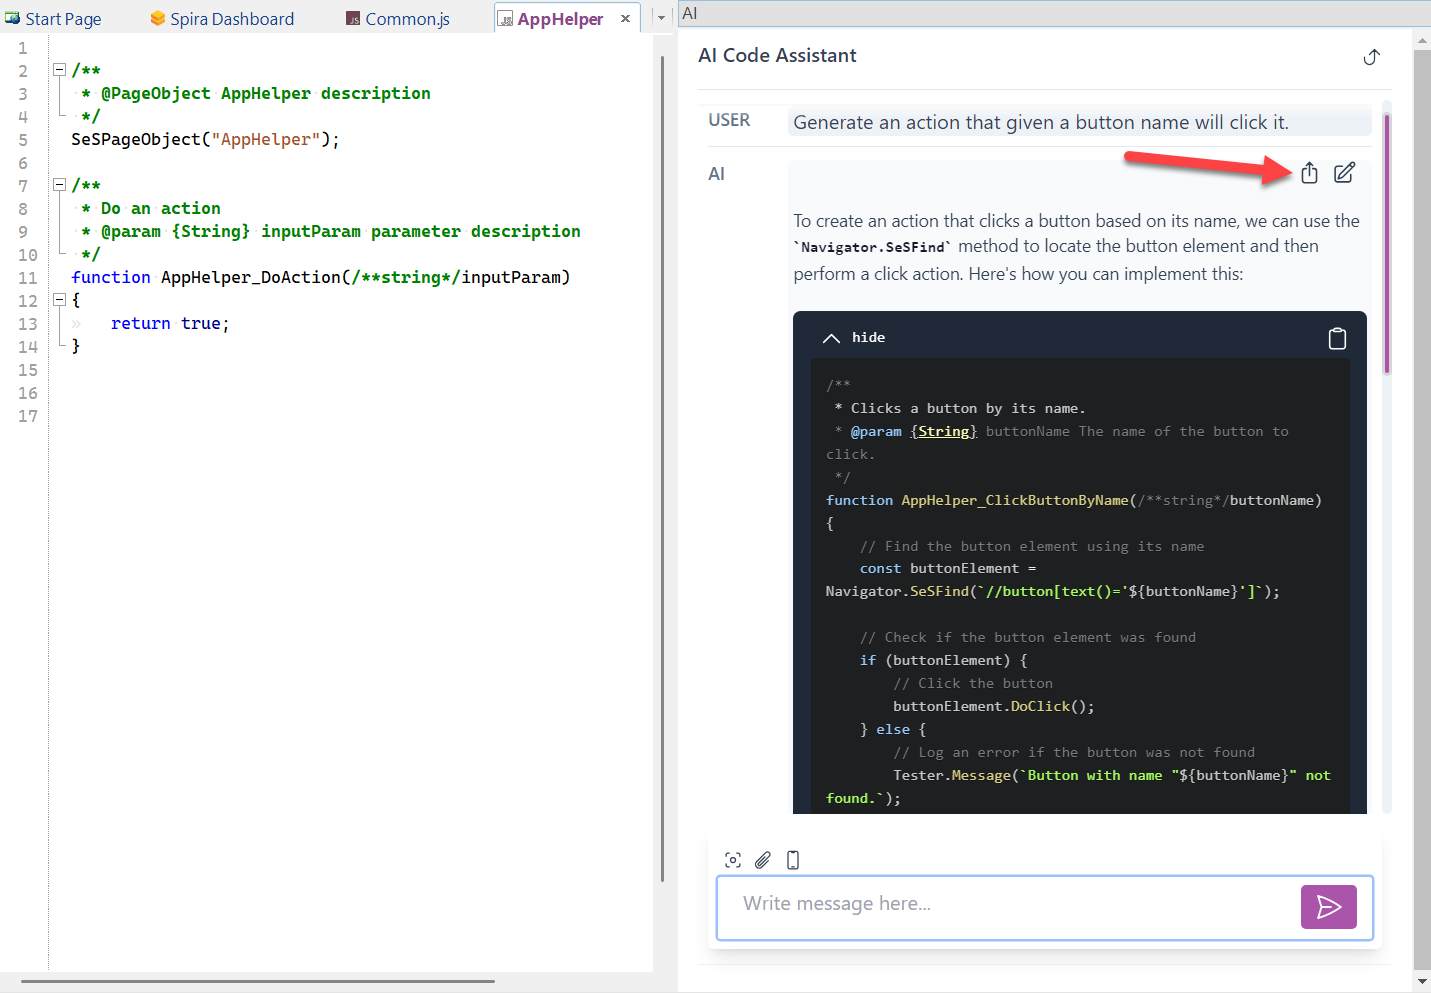 Start Page
Spira Dashboard
Common.js
AppHelper
AI
1
2 /**
3 * @PageObject AppHelper description
4 */
5 SeSPageObject("AppHelper");
6
7 /**
8 * Do an action
9 * @param {String} inputParam parameter description
10 */
11 function AppHelper_DoAction(/**string*/inputParam)
12 {
13 return true;
14 }
15
16
17
AI Code Assistant
USER
Generate an action that given a button name will click it.
AI
To create an action that clicks a button based on its name, we can use the
`Navigator.SeSFind` method to locate the button element and then
perform a click action. Here's how you can implement this:
hide
/**
* Clicks a button by its name.
* @param {String} buttonName The name of the button to
click.
*/
function AppHelper_ClickButtonByName(/**string*/buttonName)
{
// Find the button element using its name
const buttonElement =
Navigator.SeSFind(`//button[text()='${buttonName}']`);
// Check if the button element was found
if (buttonElement) {
// Click the button
buttonElement.DoClick();
} else {
// Log an error if the button was not found
Tester.Message(`Button with name "${buttonName}" not
found.`);
Write message here...